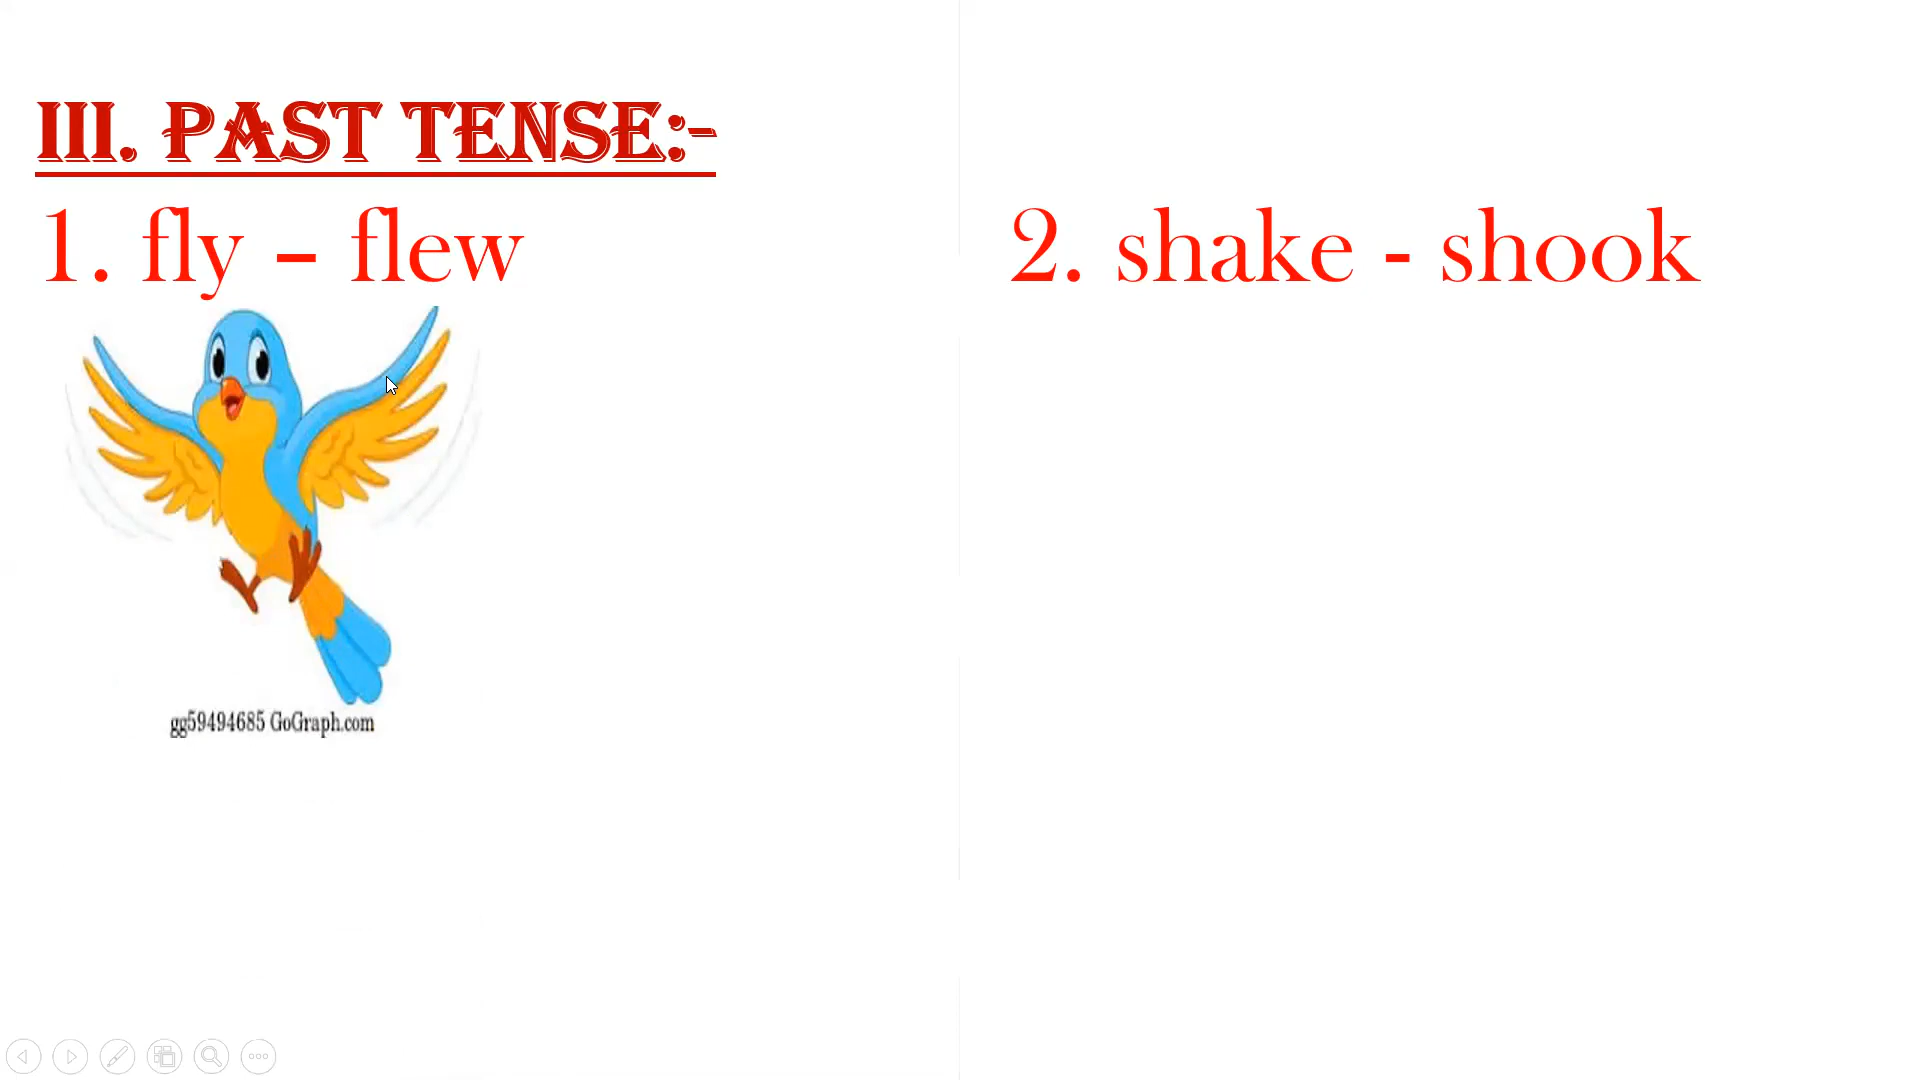 III. PAST TENSE:-
1. fly – flew
2. shake - shook
gg59494685 GoGraph.com